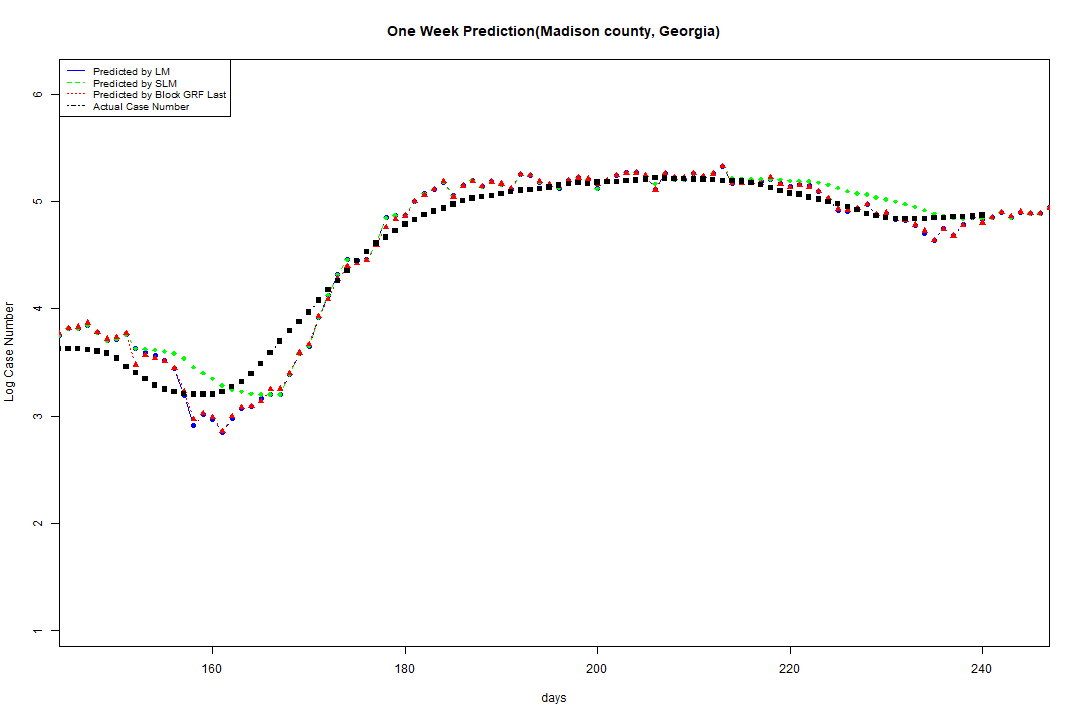 One Week Prediction(Madison county, Georgia)
Predicted by LM
Predicted by SLM
Predicted by Block GRF Last
Actual Case Number
6
5
4
3
2
1
Log Case Number
160 180 200 220 240
days